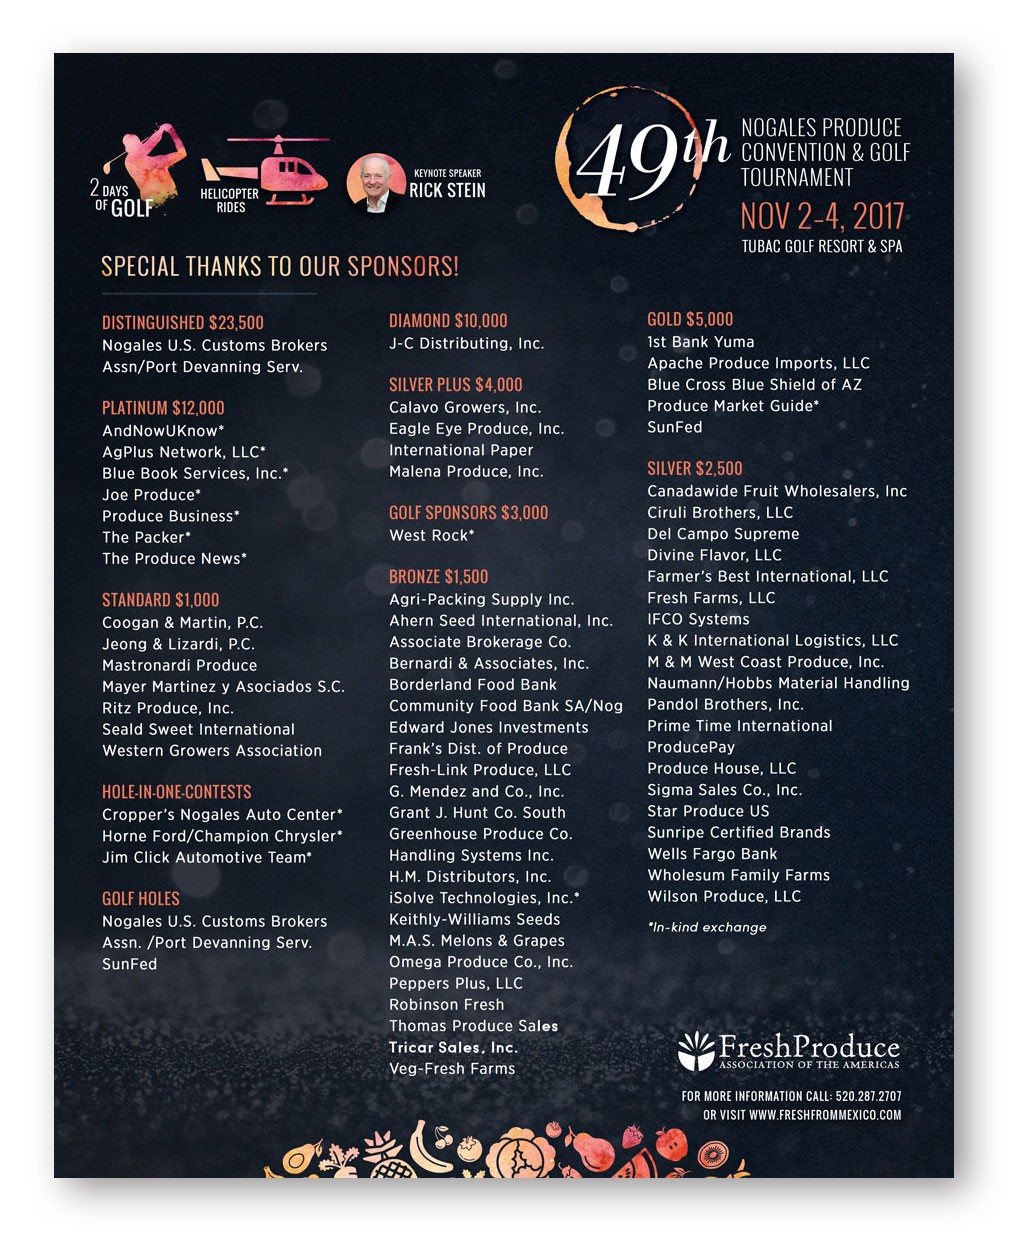 2 DAYS
OF GOLF
HELICOPTER
RIDES
KEYNOTE SPEAKER
RICK STEIN
49th
NOGALES PRODUCE
CONVENTION & GOLF
TOURNAMENT
NOV 2-4, 2017
TUBAC GOLF RESORT & SPA
SPECIAL THANKS TO OUR SPONSORS!
DISTINGUISHED $23,500
Nogales U.S. Customs Brokers
Assn/Port Devanning Serv.
PLATINUM $12,000
AndNowUKnow*
AgPlus Network, LLC*
Blue Book Services, Inc.*
Joe Produce*
Produce Business*
The Packer*
The Produce News*
STANDARD $1,000
Coogan & Martin, P.C.
Jeong & Lizardi, P.C.
Mastronardi Produce
Mayer Martinez y Asociados S.C.
Ritz Produce, Inc.
Seald Sweet International
Western Growers Association
HOLE-IN-ONE-CONTESTS
Cropper's Nogales Auto Center*
Horne Ford/Champion Chrysler*
Jim Click Automotive Team*
GOLF HOLES
Nogales U.S. Customs Brokers
Assn. /Port Devanning Serv.
SunFed
DIAMOND $10,000
J-C Distributing, Inc.
SILVER PLUS $4,000
Calavo Growers, Inc.
Eagle Eye Produce, Inc.
International Paper
Malena Produce, Inc.
GOLF SPONSORS $3,000
West Rock*
BRONZE $1,500
Agri-Packing Supply Inc.
Ahern Seed International, Inc.
Associate Brokerage Co.
Bernardi & Associates, Inc.
Borderland Food Bank
Community Food Bank SA/Nog
Edward Jones Investments
Frank's Dist. of Produce
Fresh-Link Produce, LLC
G. Mendez and Co., Inc.
Grant J. Hunt Co. South
Greenhouse Produce Co.
Handling Systems Inc.
H.M. Distributors, Inc.
iSolve Technologies, Inc.*
Keithly-Williams Seeds
M.A.S. Melons & Grapes
Omega Produce Co., Inc.
Peppers Plus, LLC
Robinson Fresh
Thomas Produce Sales
Tricar Sales, Inc.
Veg-Fresh Farms
GOLD $5,000
1st Bank Yuma
Apache Produce Imports, LLC
Blue Cross Blue Shield of AZ
Produce Market Guide*
SunFed
SILVER $2,500
Canadawide Fruit Wholesalers, Inc
Ciruli Brothers, LLC
Del Campo Supreme
Divine Flavor, LLC
Farmer's Best International, LLC
Fresh Farms, LLC
IFCO Systems
K & K International Logistics, LLC
M & M West Coast Produce, Inc.
Naumann/Hobbs Material Handling
Pandol Brothers, Inc.
Prime Time International
ProducePay
Produce House, LLC
Sigma Sales Co., Inc.
Star Produce US
Sunripe Certified Brands
Wells Fargo Bank
Wholesum Family Farms
Wilson Produce, LLC
*In-kind exchange
FreshProduce
ASSOCIATION OF THE AMERICAS
FOR MORE INFORMATION CALL: 520.287.2707
OR VISIT WWW.FRESHFROMMEXICO.COM